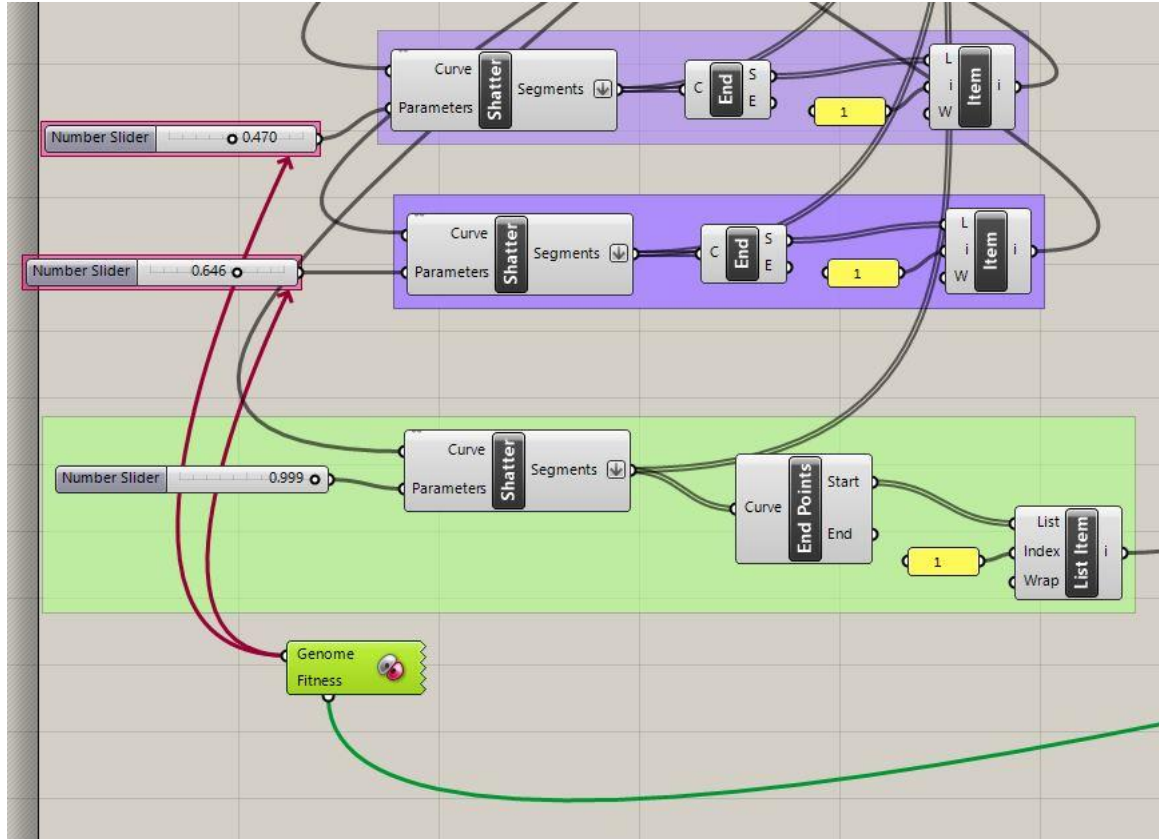 Curve
Parameters
Shatter
Segments
C
End
S
E
1
L
i
W
Item
i
Number Slider
0.470
Curve
Parameters
Shatter
Segments
C
End
S
E
1
L
i
W
Item
i
Number Slider
0.646
Curve
Parameters
Shatter
Segments
Number Slider
0.999
Curve
End Points
Start
End
1
List
Index
Wrap
List Item
i
Genome
Fitness